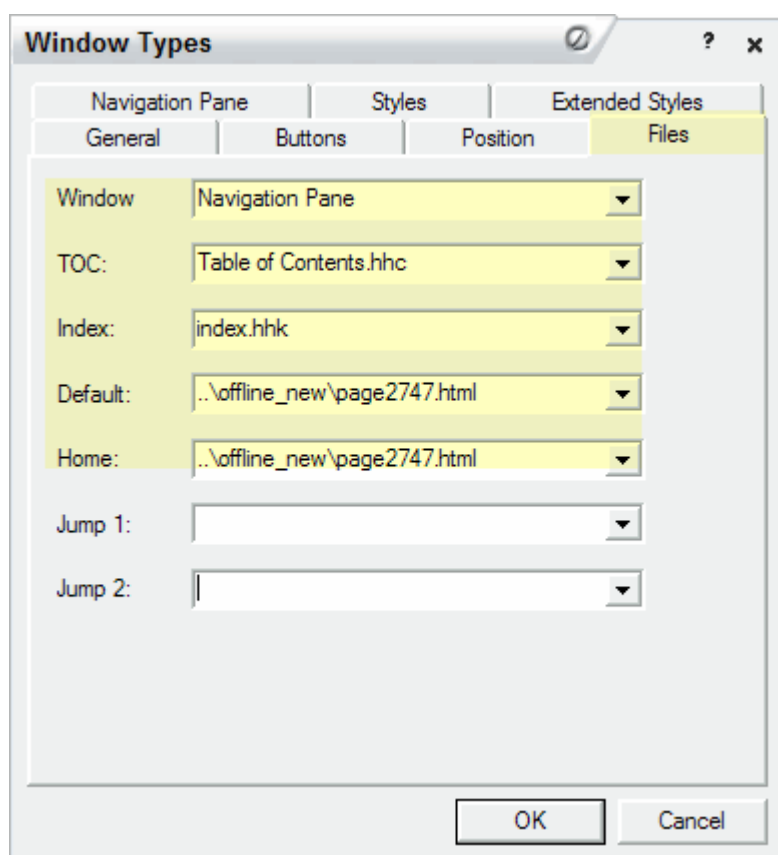 Window Types ? x
Navigation Pane Styles Extended Styles
General Buttons Position Files
Window Navigation Pane
TOC: Table of Contents.hhc
Index: index.hhk
Default: ..\offline_new\page2747.html
Home: ..\offline_new\page2747.html
Jump 1:
Jump 2:
OK Cancel